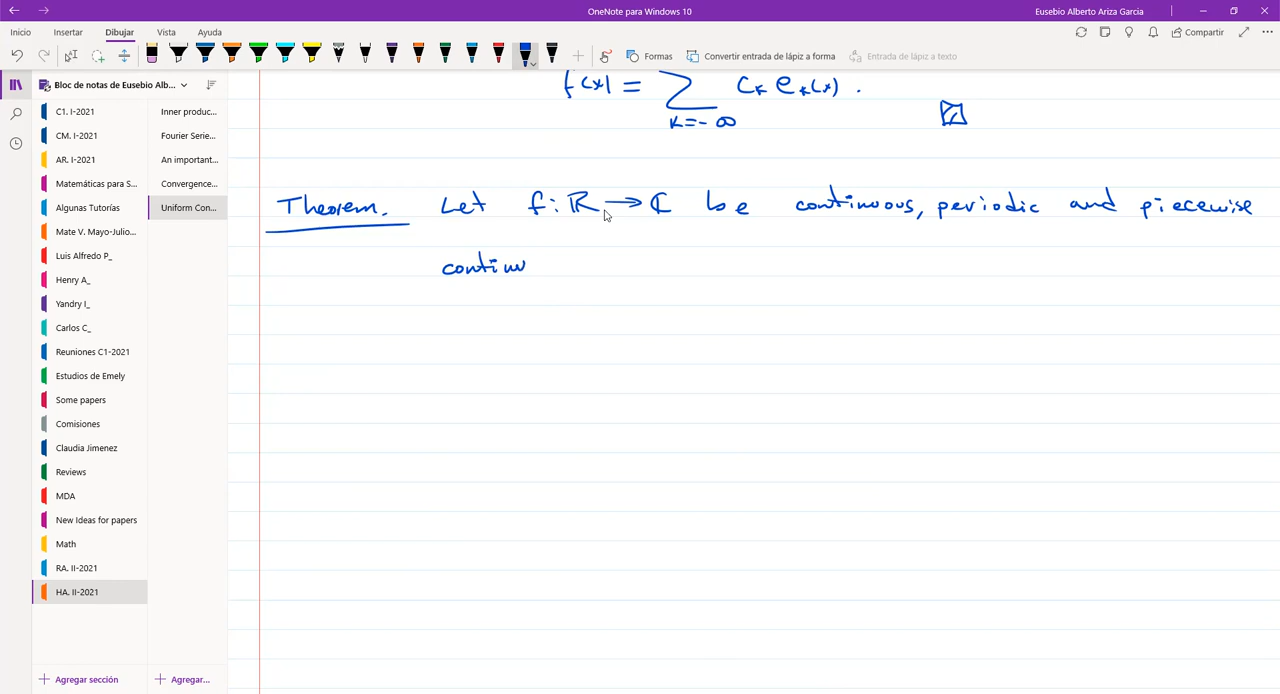 OneNote para Windows 10
Eusebio Alberto Ariza Garcia
Inicio
Insertar
Dibujar
Vista
Ayuda
Compartir
Formas
Convertir entrada de lápiz a forma
Entrada de lápiz a texto
Bloc de notas de Eusebio Alb...
C1. I-2021
CM. I-2021
AR. I-2021
Matemáticas para S...
Algunas Tutorías
Mate V. Mayo-Julio...
Luis Alfredo P_
Henry A_
Yandry I_
Carlos C_
Reuniones C1-2021
Estudios de Emely
Some papers
Comisiones
Claudia Jimenez
Reviews
MDA
New Ideas for papers
Math
RA. II-2021
HA. II-2021
Agregar sección
Inner produc...
Fourier Serie...
An important...
Convergence...
Uniform Con...
Agregar...
f(x) = ∑ cₖ eₖ(x).
k=-∞
Theorem. Let f: ℝ → ℂ be continuous, periodic and piecewise
continu